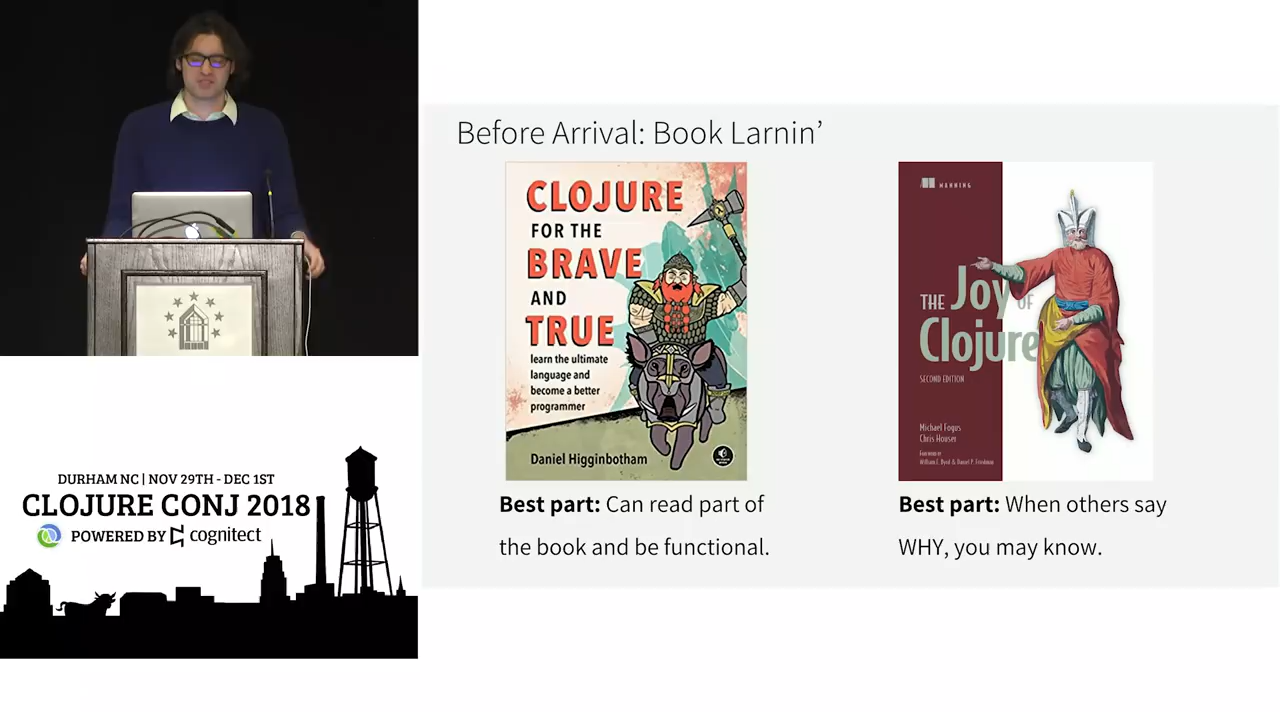 Before Arrival: Book Larnin’
CLOJURE
FOR THE
BRAVE
AND
TRUE
learn the ultimate
language and
become a better
programmer
Daniel Higginbotham
Best part: Can read part of
the book and be functional.
MANNING
THE Joy OF
Clojure
SECOND EDITION
Michael Fogus
Chris Houser
FOREWORD BY
William E. Byrd & Daniel P. Friedman
Best part: When others say
WHY, you may know.
DURHAM NC | NOV 29TH - DEC 1ST
CLOJURE CONJ 2018
POWERED BY cognitect